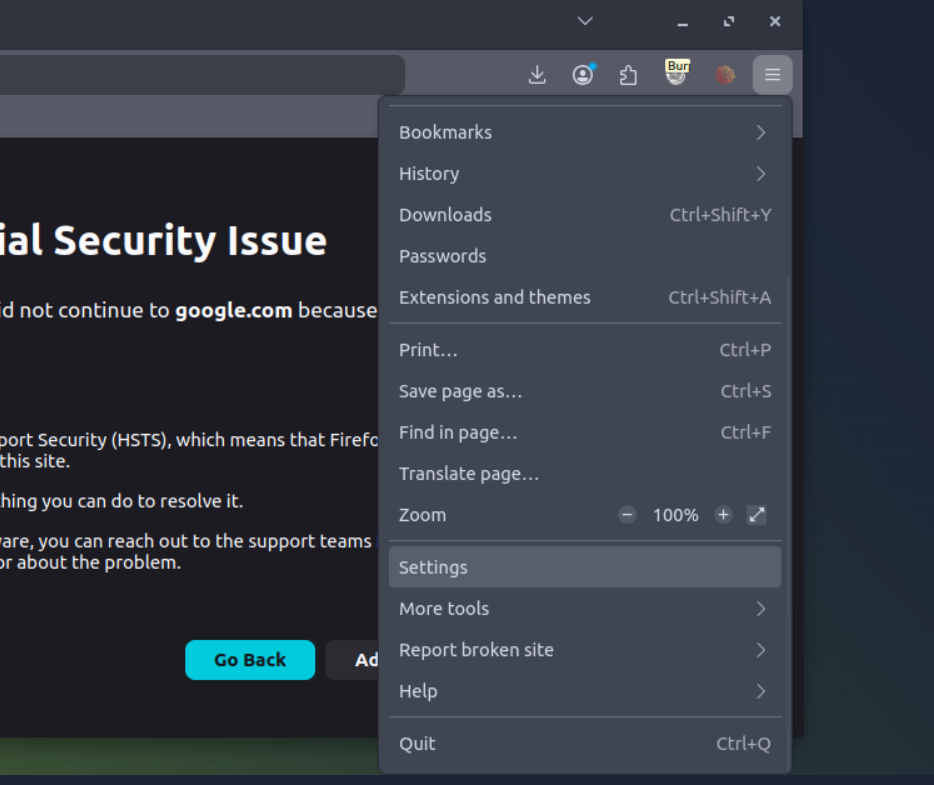 Bur
Bookmarks
History
Downloads Ctrl+Shift+Y
Passwords
Extensions and themes Ctrl+Shift+A
Print… Ctrl+P
Save page as… Ctrl+S
Find in page… Ctrl+F
Translate page…
Zoom − 100% +
Settings
More tools
Report broken site
Help
Quit Ctrl+Q
ial Security Issue
id not continue to google.com because
port Security (HSTS), which means that Firefo
this site.
hing you can do to resolve it.
are, you can reach out to the support teams
or about the problem.
Go Back
Ad